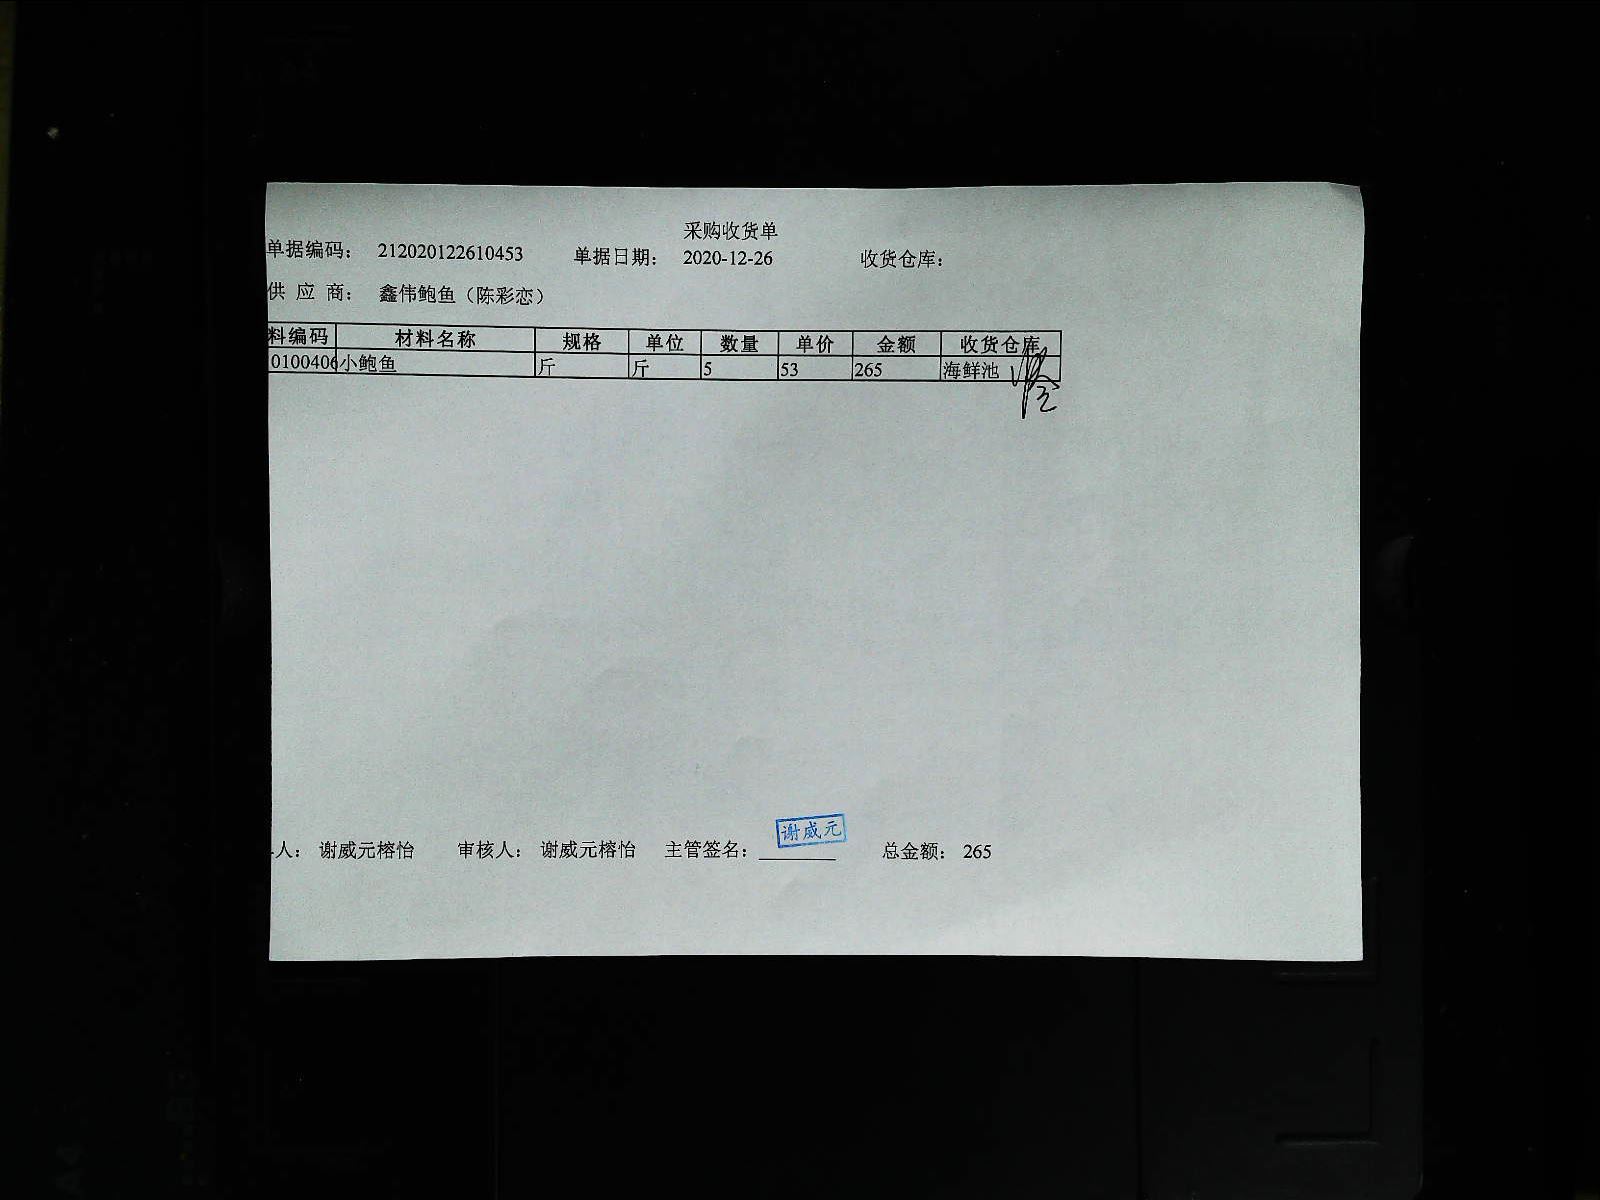 采购收货单
单据编码： 212020122610453 单据日期： 2020-12-26 收货仓库：
供 应 商： 鑫伟鲍鱼（陈彩恋）
料编码 材料名称 规格 单位 数量 单价 金额 收货仓库
0100406 小鲍鱼 斤 斤 5 53 265 海鲜池
谢威元
人： 谢威元榕怡 审核人： 谢威元榕怡 主管签名： 总金额： 265